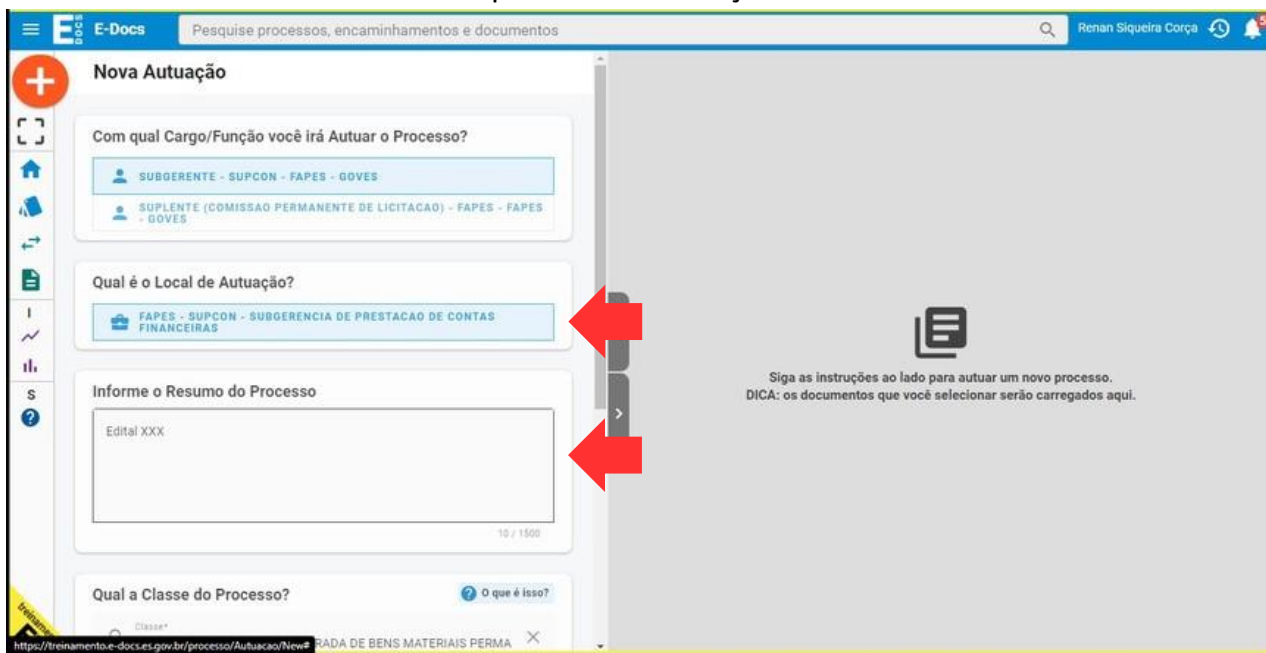 E-Docs
Pesquise processos, encaminhamentos e documentos
Renan Siqueira Corça
5
Nova Autuação
Com qual Cargo/Função você irá Autuar o Processo?
SUBGERENTE - SUPCON - FAPES - GOVES
SUPLENTE (COMISSAO PERMANENTE DE LICITACAO) - FAPES - FAPES
- GOVES
Qual é o Local de Autuação?
FAPES - SUPCON - SUBGERENCIA DE PRESTACAO DE CONTAS
FINANCEIRAS
Informe o Resumo do Processo
Edital XXX
10 / 1500
Qual a Classe do Processo?
O que é isso?
Classe*
RADA DE BENS MATERIAIS PERMA
I
S
Siga as instruções ao lado para autuar um novo processo.
DICA: os documentos que você selecionar serão carregados aqui.
https://treinamento.e-docs.es.gov.br/processo/Autuacao/New#